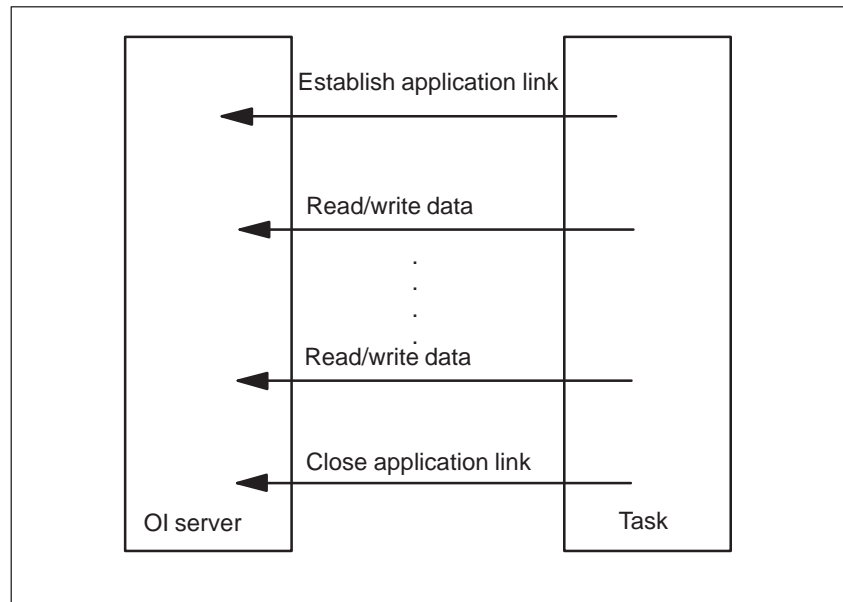 Establish application link
Read/write data
.
.
.
.
Read/write data
Close application link
OI server
Task